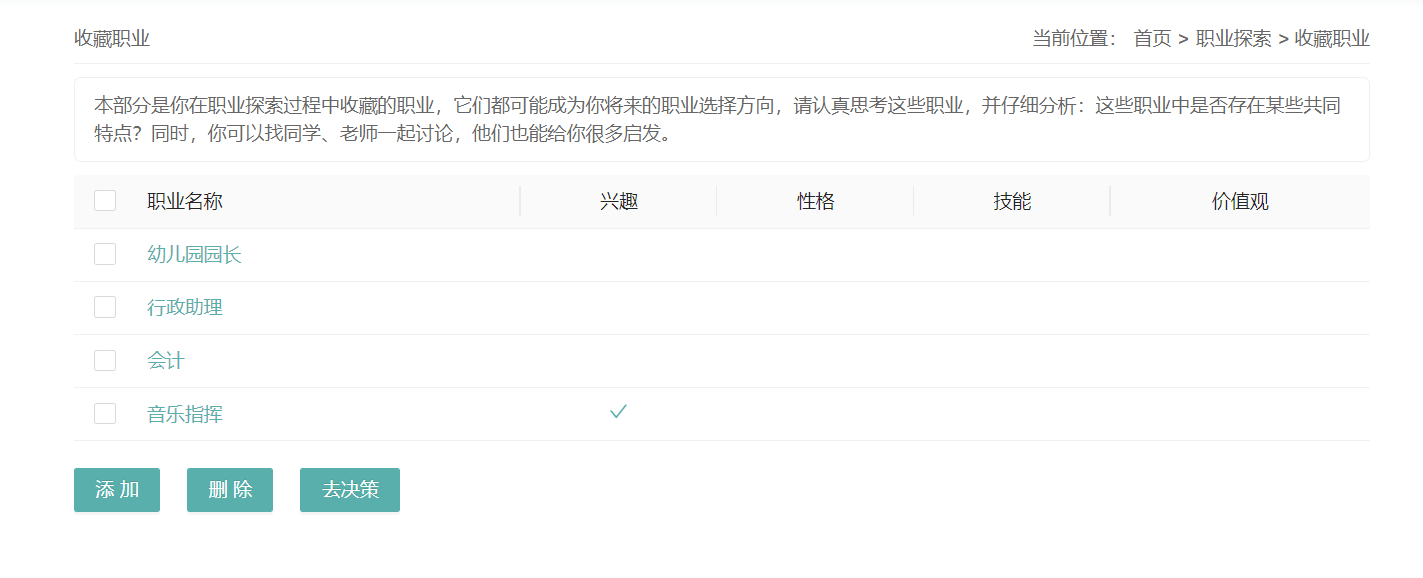 收藏职业
当前位置： 首页 > 职业探索 > 收藏职业
本部分是你在职业探索过程中收藏的职业，它们都可能成为你将来的职业选择方向，请认真思考这些职业，并仔细分析：这些职业中是否存在某些共同
特点？同时，你可以找同学、老师一起讨论，他们也能给你很多启发。
职业名称 兴趣 性格 技能 价值观
幼儿园园长
行政助理
会计
音乐指挥
添 加 删 除 去决策